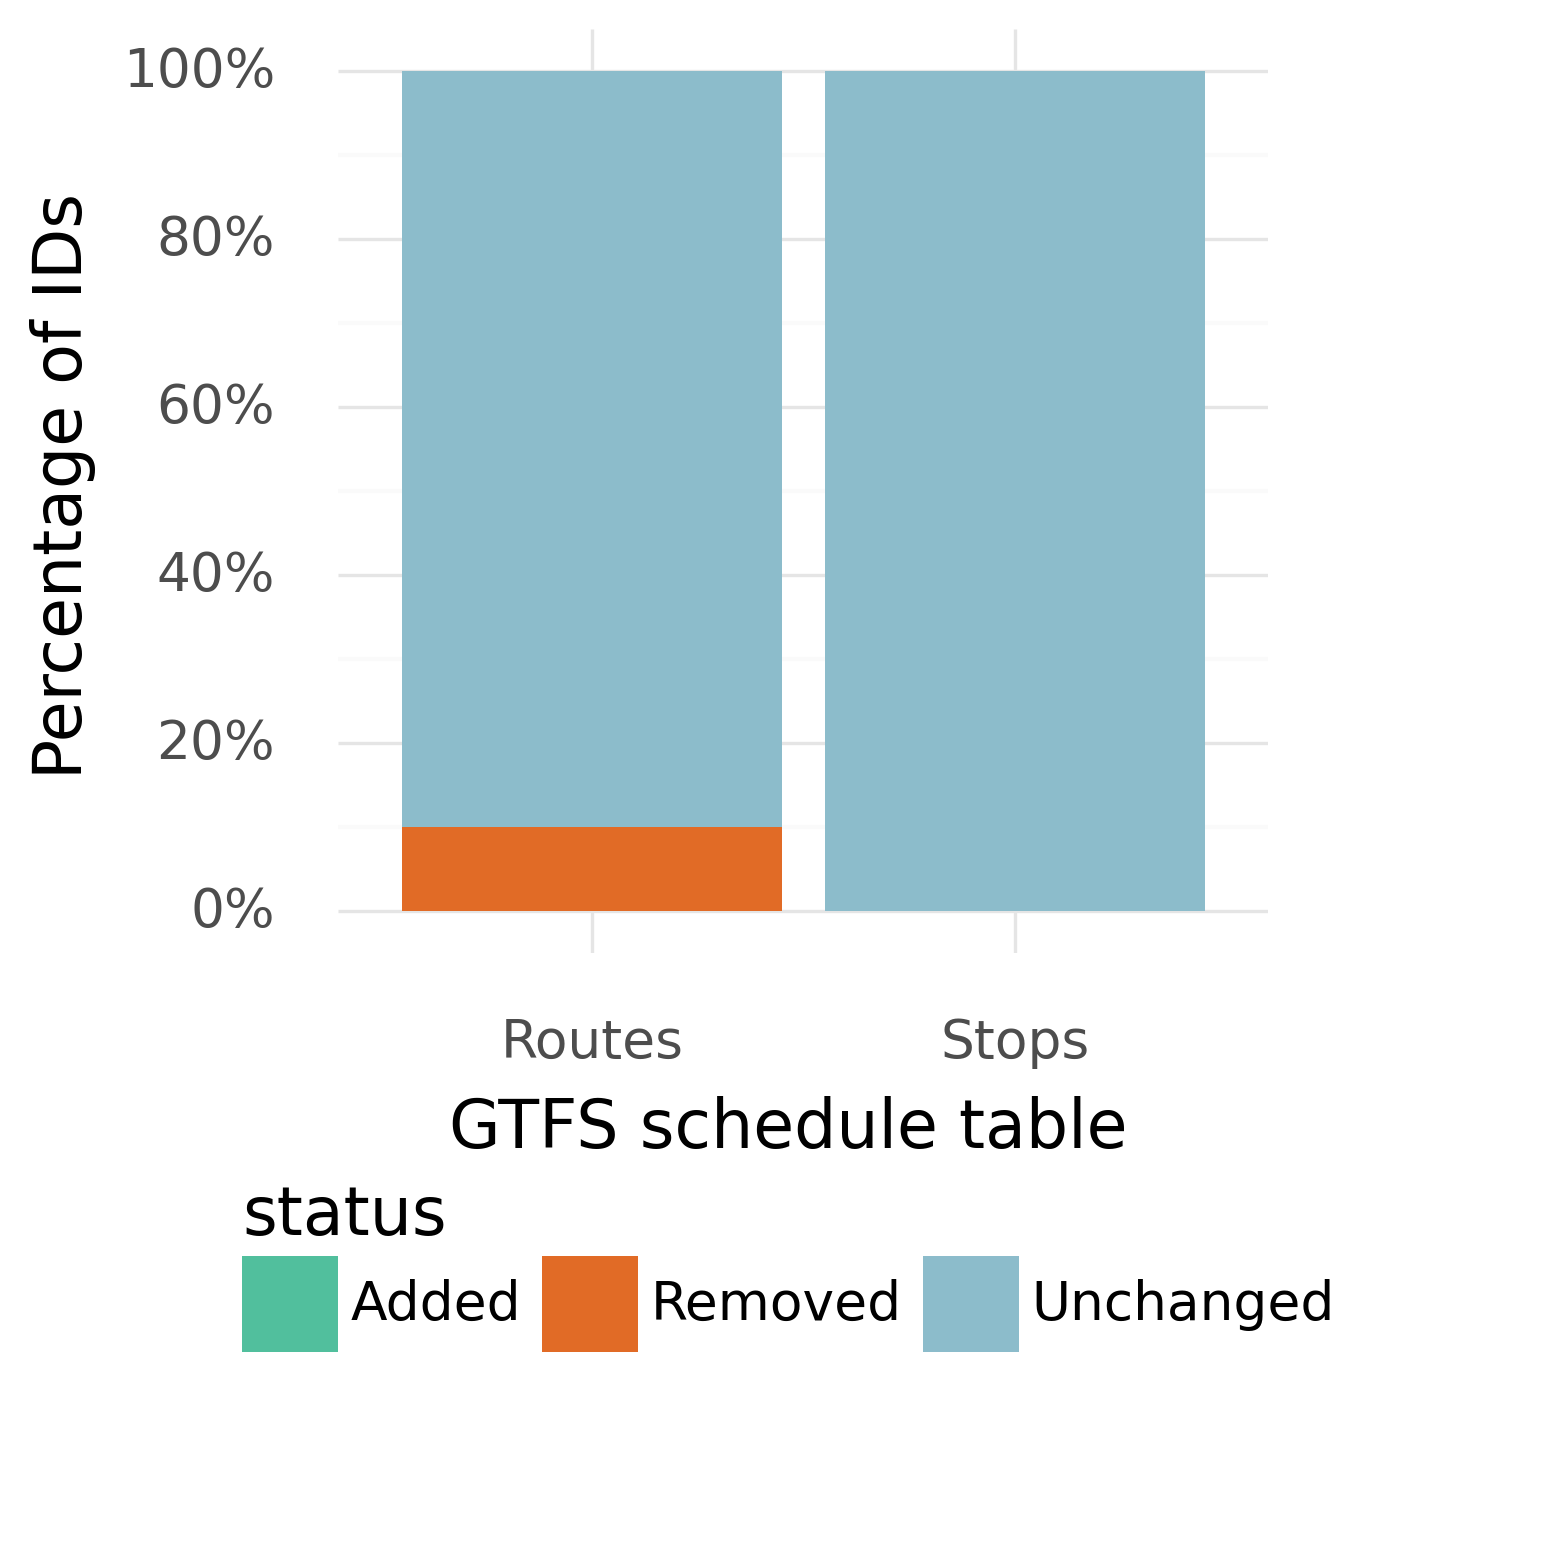 100%
80%
60%
40%
20%
0%
Percentage of IDs
Routes Stops
GTFS schedule table
status
Added Removed Unchanged